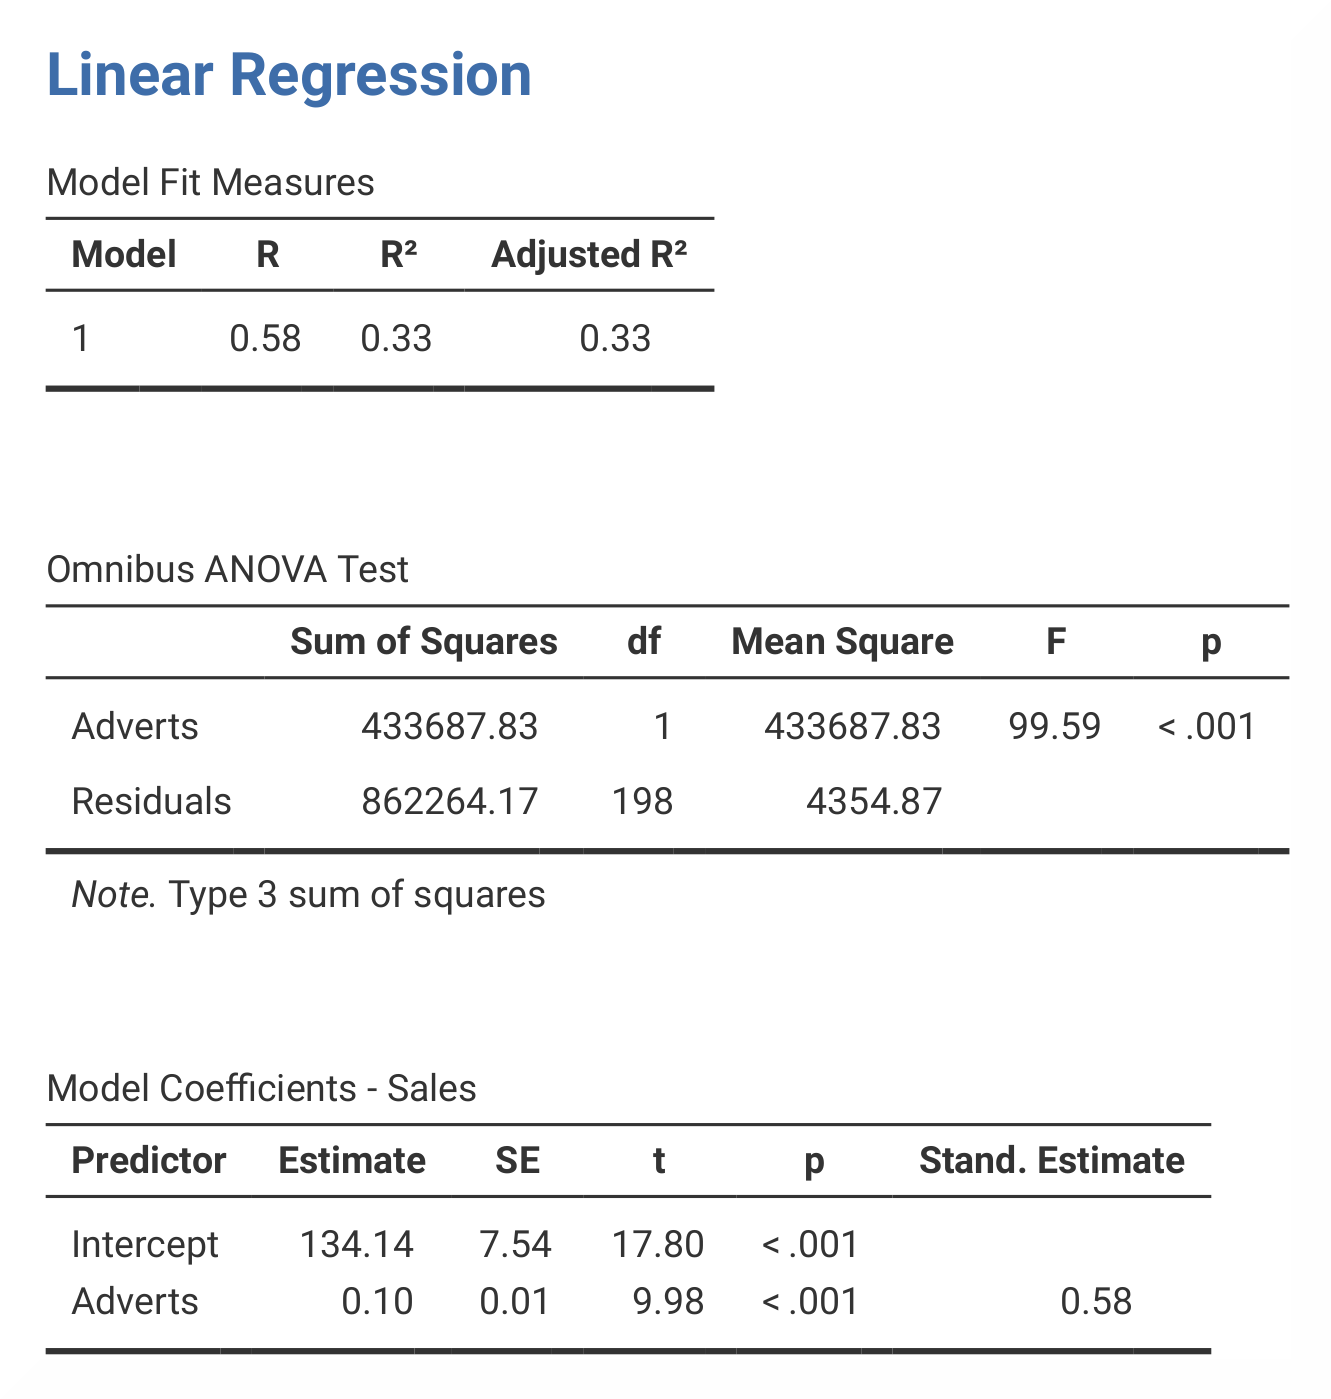 Linear Regression
Model Fit Measures
Model R R² Adjusted R²
1 0.58 0.33 0.33
Omnibus ANOVA Test
Sum of Squares df Mean Square F p
Adverts 433687.83 1 433687.83 99.59 < .001
Residuals 862264.17 198 4354.87
Note. Type 3 sum of squares
Model Coefficients - Sales
Predictor Estimate SE t p Stand. Estimate
Intercept 134.14 7.54 17.80 < .001
Adverts 0.10 0.01 9.98 < .001 0.58